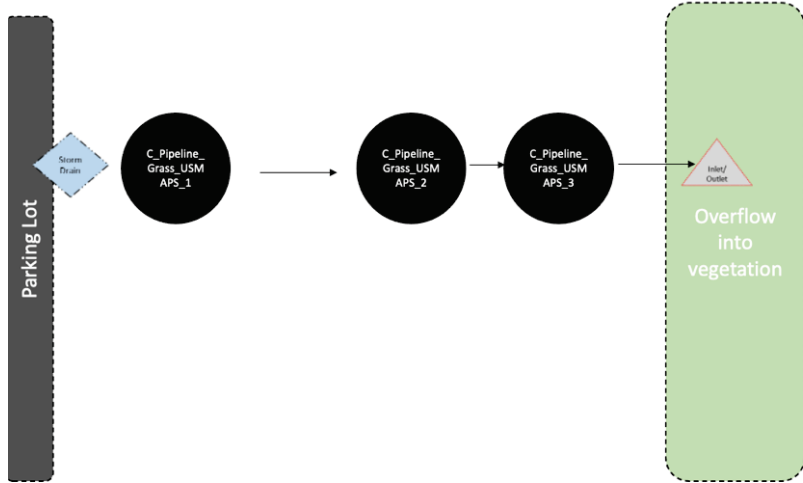 Parking Lot
Storm
Drain
C_Pipeline_
Grass_USM
APS_1
C_Pipeline_
Grass_USM
APS_2
C_Pipeline_
Grass_USM
APS_3
Inlet/
Outlet
Overflow
into
vegetation